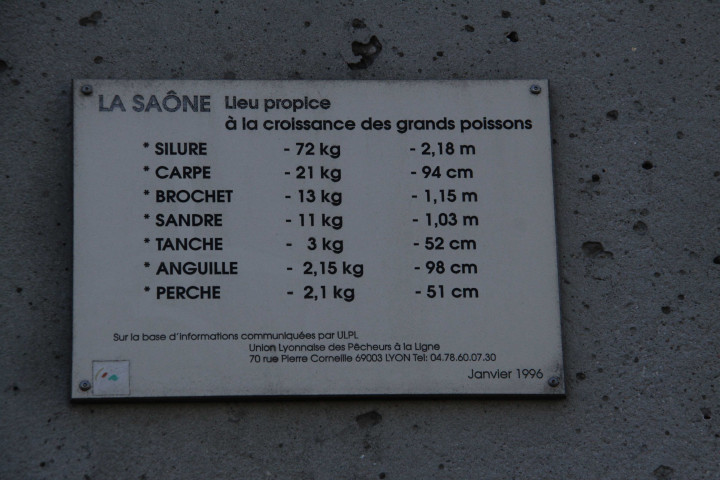 LA SAÔNE Lieu propice
à la croissance des grands poissons
* SILURE - 72 kg - 2,18 m
* CARPE - 21 kg - 94 cm
* BROCHET - 13 kg - 1,15 m
* SANDRE - 11 kg - 1,03 m
* TANCHE - 3 kg - 52 cm
* ANGUILLE - 2,15 kg - 98 cm
* PERCHE - 2,1 kg - 51 cm
Sur la base d'informations communiquées par ULPL
Union Lyonnaise des Pêcheurs à la Ligne
70 rue Pierre Corneille 69003 LYON Tel: 04.78.60.07.30
Janvier 1996